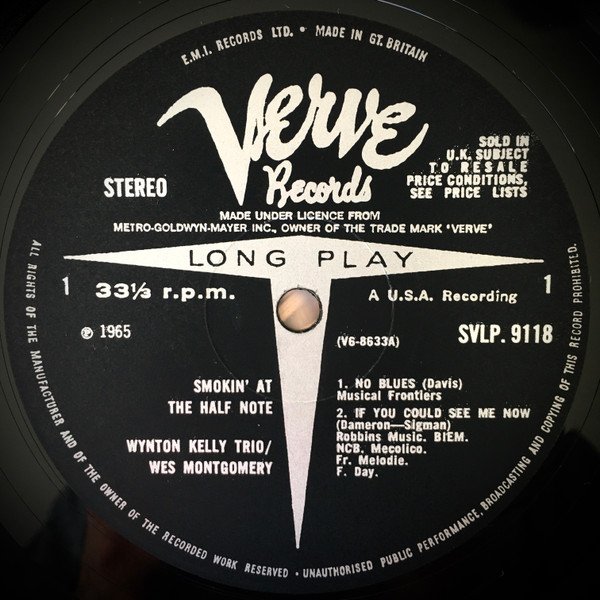 E.M.I. RECORDS LTD. • MADE IN GT. BRITAIN
Verve
Records
STEREO
SOLD IN
U.K. SUBJECT
TO RESALE
PRICE CONDITIONS,
SEE PRICE LISTS
MADE UNDER LICENCE FROM
METRO-GOLDWYN-MAYER INC., OWNER OF THE TRADE MARK "VERVE"
LONG PLAY
1 33⅓ r.p.m.
A U.S.A. Recording 1
℗ 1965
(V6-8633A)
SVLP. 9118
SMOKIN' AT
THE HALF NOTE
WYNTON KELLY TRIO/
WES MONTGOMERY
1. NO BLUES (Davis)
Musical Frontiers
2. IF YOU COULD SEE ME NOW
(Dameron—Sigman)
Robbins Music. BIEM.
NCB. Mecolico.
Fr. Melodie.
F. Day.
ALL RIGHTS OF THE MANUFACTURER AND OF THE OWNER OF THE RECORDED WORK RESERVED • UNAUTHORISED PUBLIC PERFORMANCE, BROADCASTING AND COPYING OF THIS RECORD PROHIBITED.